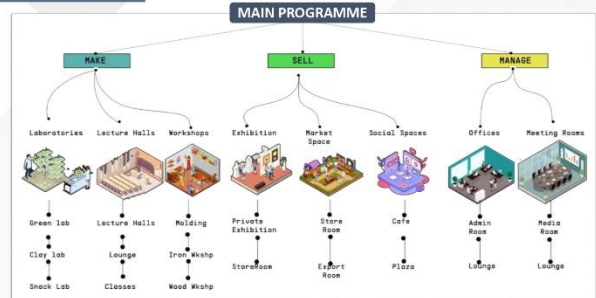 MAIN PROGRAMME
MAKE
SELL
MANAGE
Laboratories
Lecture Halls
Workshops
Exhibition
Market
Space
Social Spaces
Offices
Meeting Rooms
Green lab
Lecture Halls
Molding
Private
Exhibition
Store
Room
Cafe
Admin
Room
Media
Room
Clay lab
Lounge
Iron Wkshp
StoreRoom
Export
Room
Plaza
Lounge
Lounge
Snack Lab
Classes
Wood Wkshp